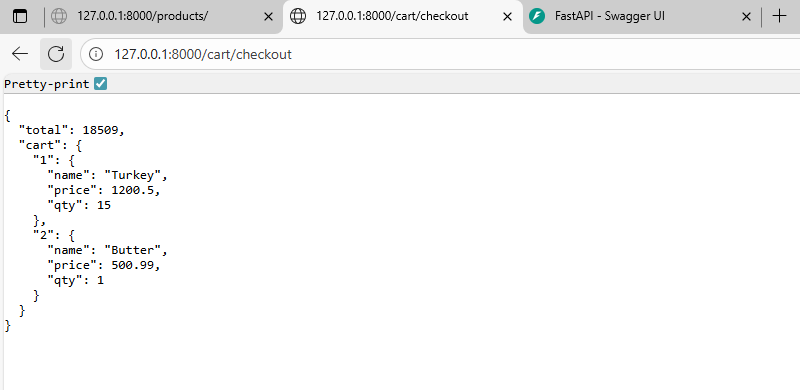 127.0.0.1:8000/products/
127.0.0.1:8000/cart/checkout
FastAPI - Swagger UI
127.0.0.1:8000/cart/checkout
Pretty-print
{
  "total": 18509,
  "cart": {
    "1": {
      "name": "Turkey",
      "price": 1200.5,
      "qty": 15
    },
    "2": {
      "name": "Butter",
      "price": 500.99,
      "qty": 1
    }
  }
}